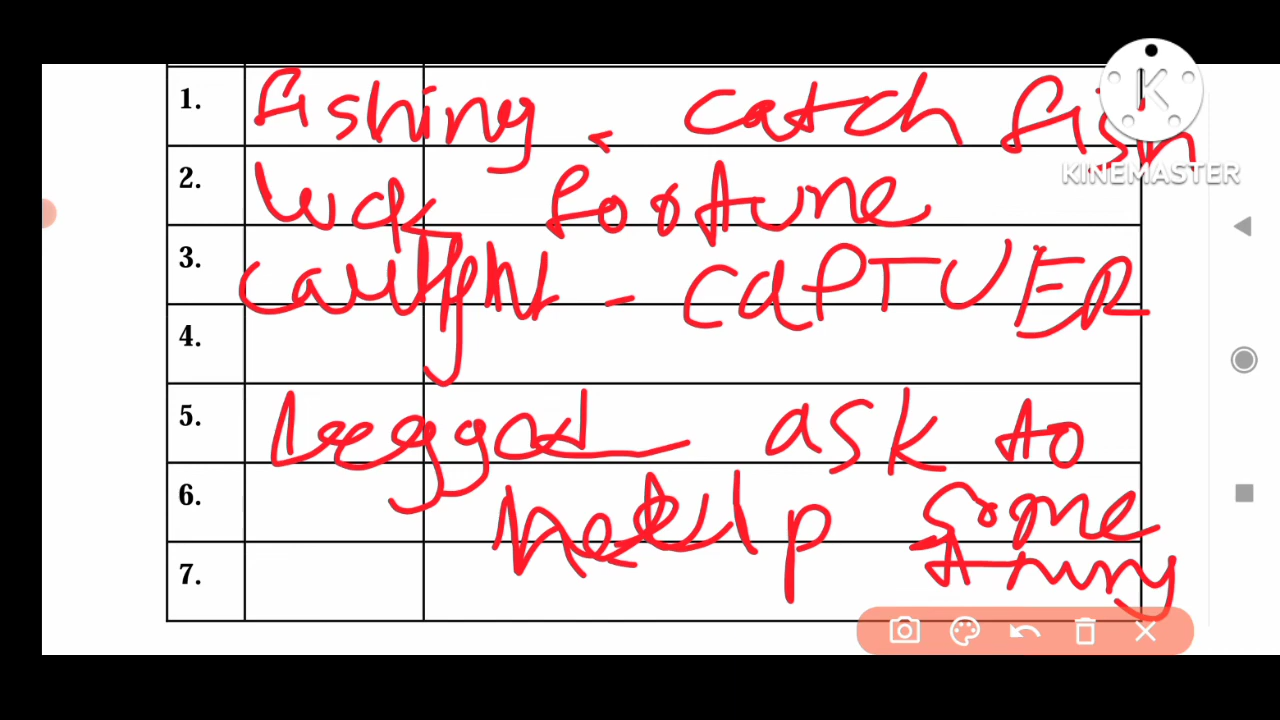 1. fishing - catch fish
KINEMASTER
2. luck fortune
3. caught - CAPTUER
4.
5. begged ask to
6. help some
7. thing